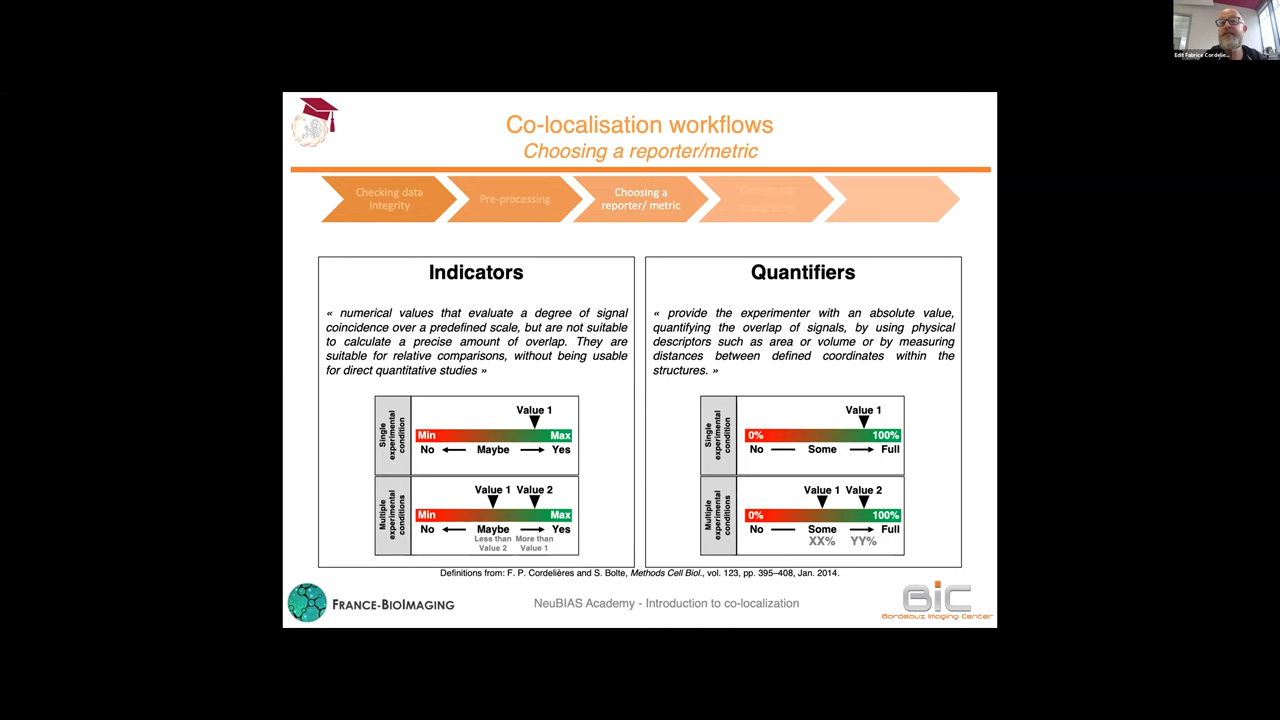 Edit Fabrice Cordelie...
Co-localisation workflows
Choosing a reporter/metric
Checking data
integrity
Pre-processing
Choosing a
reporter/ metric
Indicators
« numerical values that evaluate a degree of signal
coincidence over a predefined scale, but are not suitable
to calculate a precise amount of overlap. They are
suitable for relative comparisons, without being usable
for direct quantitative studies »
Single
experimental
condition
Value 1
Min
Max
No
Maybe
Yes
Multiple
experimental
conditions
Value 1
Value 2
Min
Max
No
Maybe
Yes
Less than
Value 2
More than
Value 1
Quantifiers
« provide the experimenter with an absolute value,
quantifying the overlap of signals, by using physical
descriptors such as area or volume or by measuring
distances between defined coordinates within the
structures. »
Single
experimental
condition
Value 1
0%
100%
No
Some
Full
Multiple
experimental
conditions
Value 1
Value 2
0%
100%
No
Some
Full
XX%
YY%
Definitions from: F. P. Cordelières and S. Bolte, Methods Cell Biol., vol. 123, pp. 395–408, Jan. 2014.
FRANCE-BIOIMAGING
NeuBIAS Academy - Introduction to co-localization
BiC
Bordeaux Imaging Center